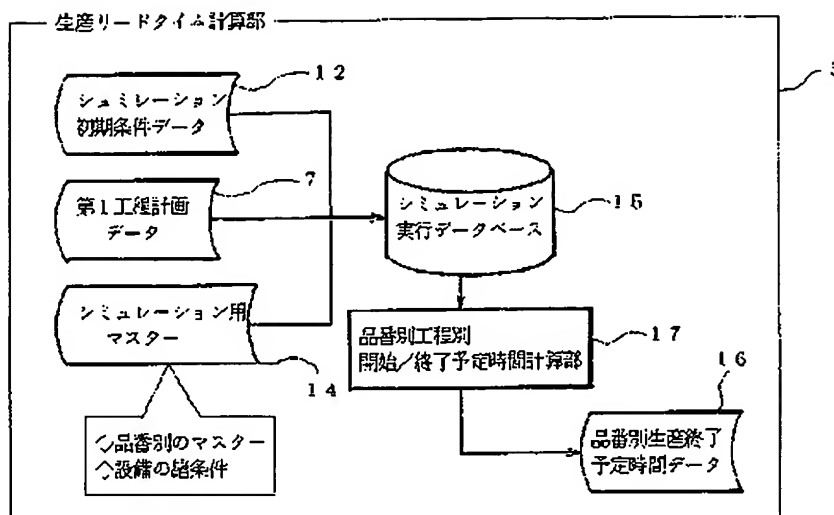 生産リードタイム計算部
12
シュミレーション
初期条件データ
7
第1工程計画
データ
シミュレーション
実行データベース
15
シミュレーション用
マスター
14
品番別工程別
開始/終了予定時間計算部
17
◇品番別のマスター
◇設備の諸条件
16
品番別生産終了
予定時間データ